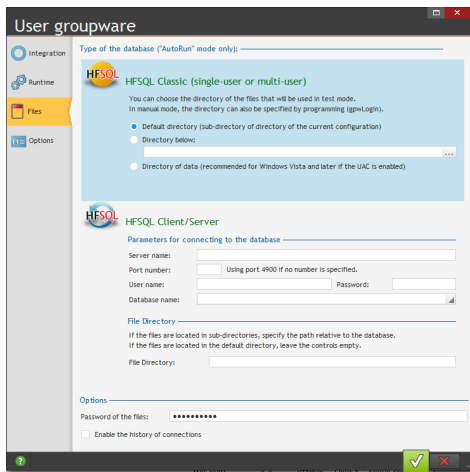 User groupware
Integration
Runtime
Files
Options
Type of the database ("AutoRun" mode only):
HFSQL
HFSQL Classic (single-user or multi-user)
You can choose the directory of the files that will be used in test mode.
In manual mode, the directory can also be specified by programming (gpwLogin).
Default directory (sub-directory of directory of the current configuration)
Directory below:
...
Directory of data (recommended for Windows Vista and later if the UAC is enabled)
HFSQL
HFSQL Client/Server
Parameters for connecting to the database
Server name:
Port number: Using port 4900 if no number is specified.
User name: Password:
Database name:
File Directory
If the files are located in sub-directories, specify the path relative to the database.
If the files are located in the default directory, leave the controls empty.
File Directory:
Options
Password of the files: ••••••••••
Enable the history of connections
?